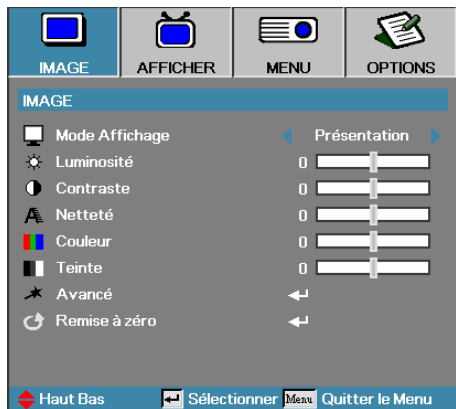 IMAGE AFFICHER MENU OPTIONS
IMAGE
Mode Affichage Présentation
Luminosité 0
Contraste 0
Netteté 0
Couleur 0
Teinte 0
Avancé
Remise à zéro
Haut Bas Sélectionner Menu Quitter le Menu